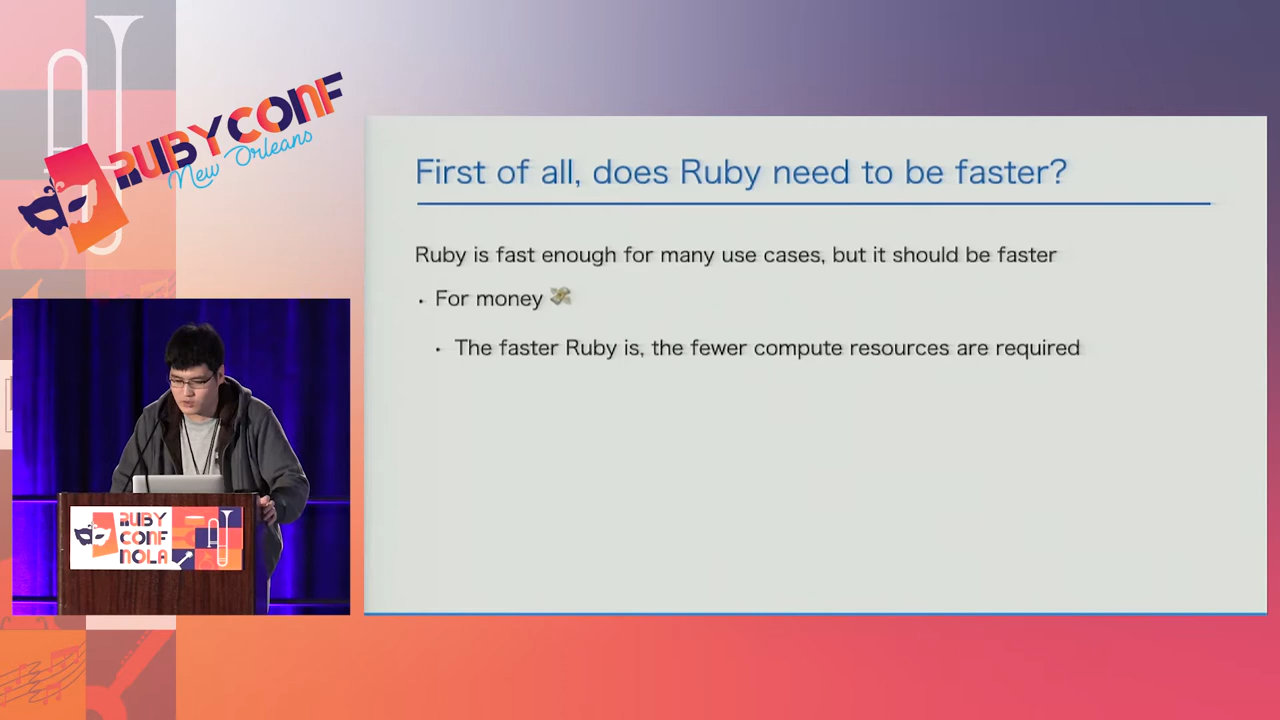 RUBYCONF
New Orleans
First of all, does Ruby need to be faster?
Ruby is fast enough for many use cases, but it should be faster
• For money 💸
• The faster Ruby is, the fewer compute resources are required
RUBY
CONF
NOLA